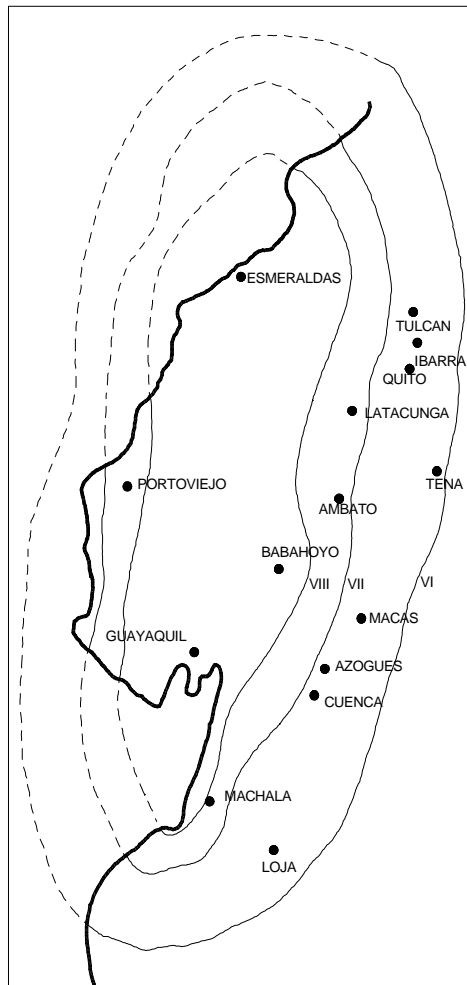 ESMERALDAS
TULCAN
IBARRA
QUITO
LATACUNGA
TENA
PORTOVIEJO
AMBATO
BABAHOYO
VIII
VII
VI
MACAS
GUAYAQUIL
AZOGUES
CUENCA
MACHALA
LOJA